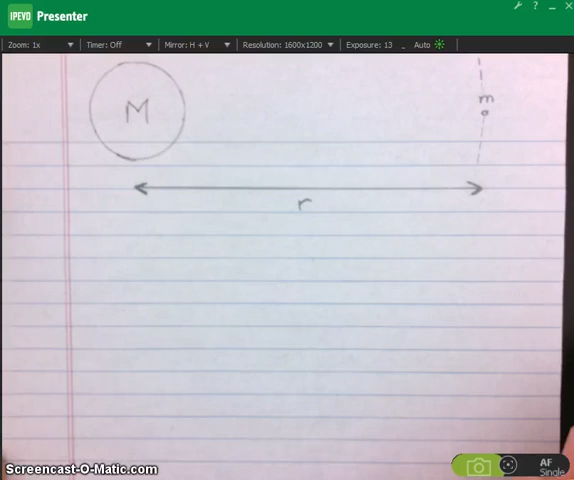 IPEVO Presenter
Zoom: 1x Timer: Off Mirror: H + V Resolution: 1600x1200 Exposure: 13 Auto
M
m
r
AF
Single
Screencast-O-Matic.com